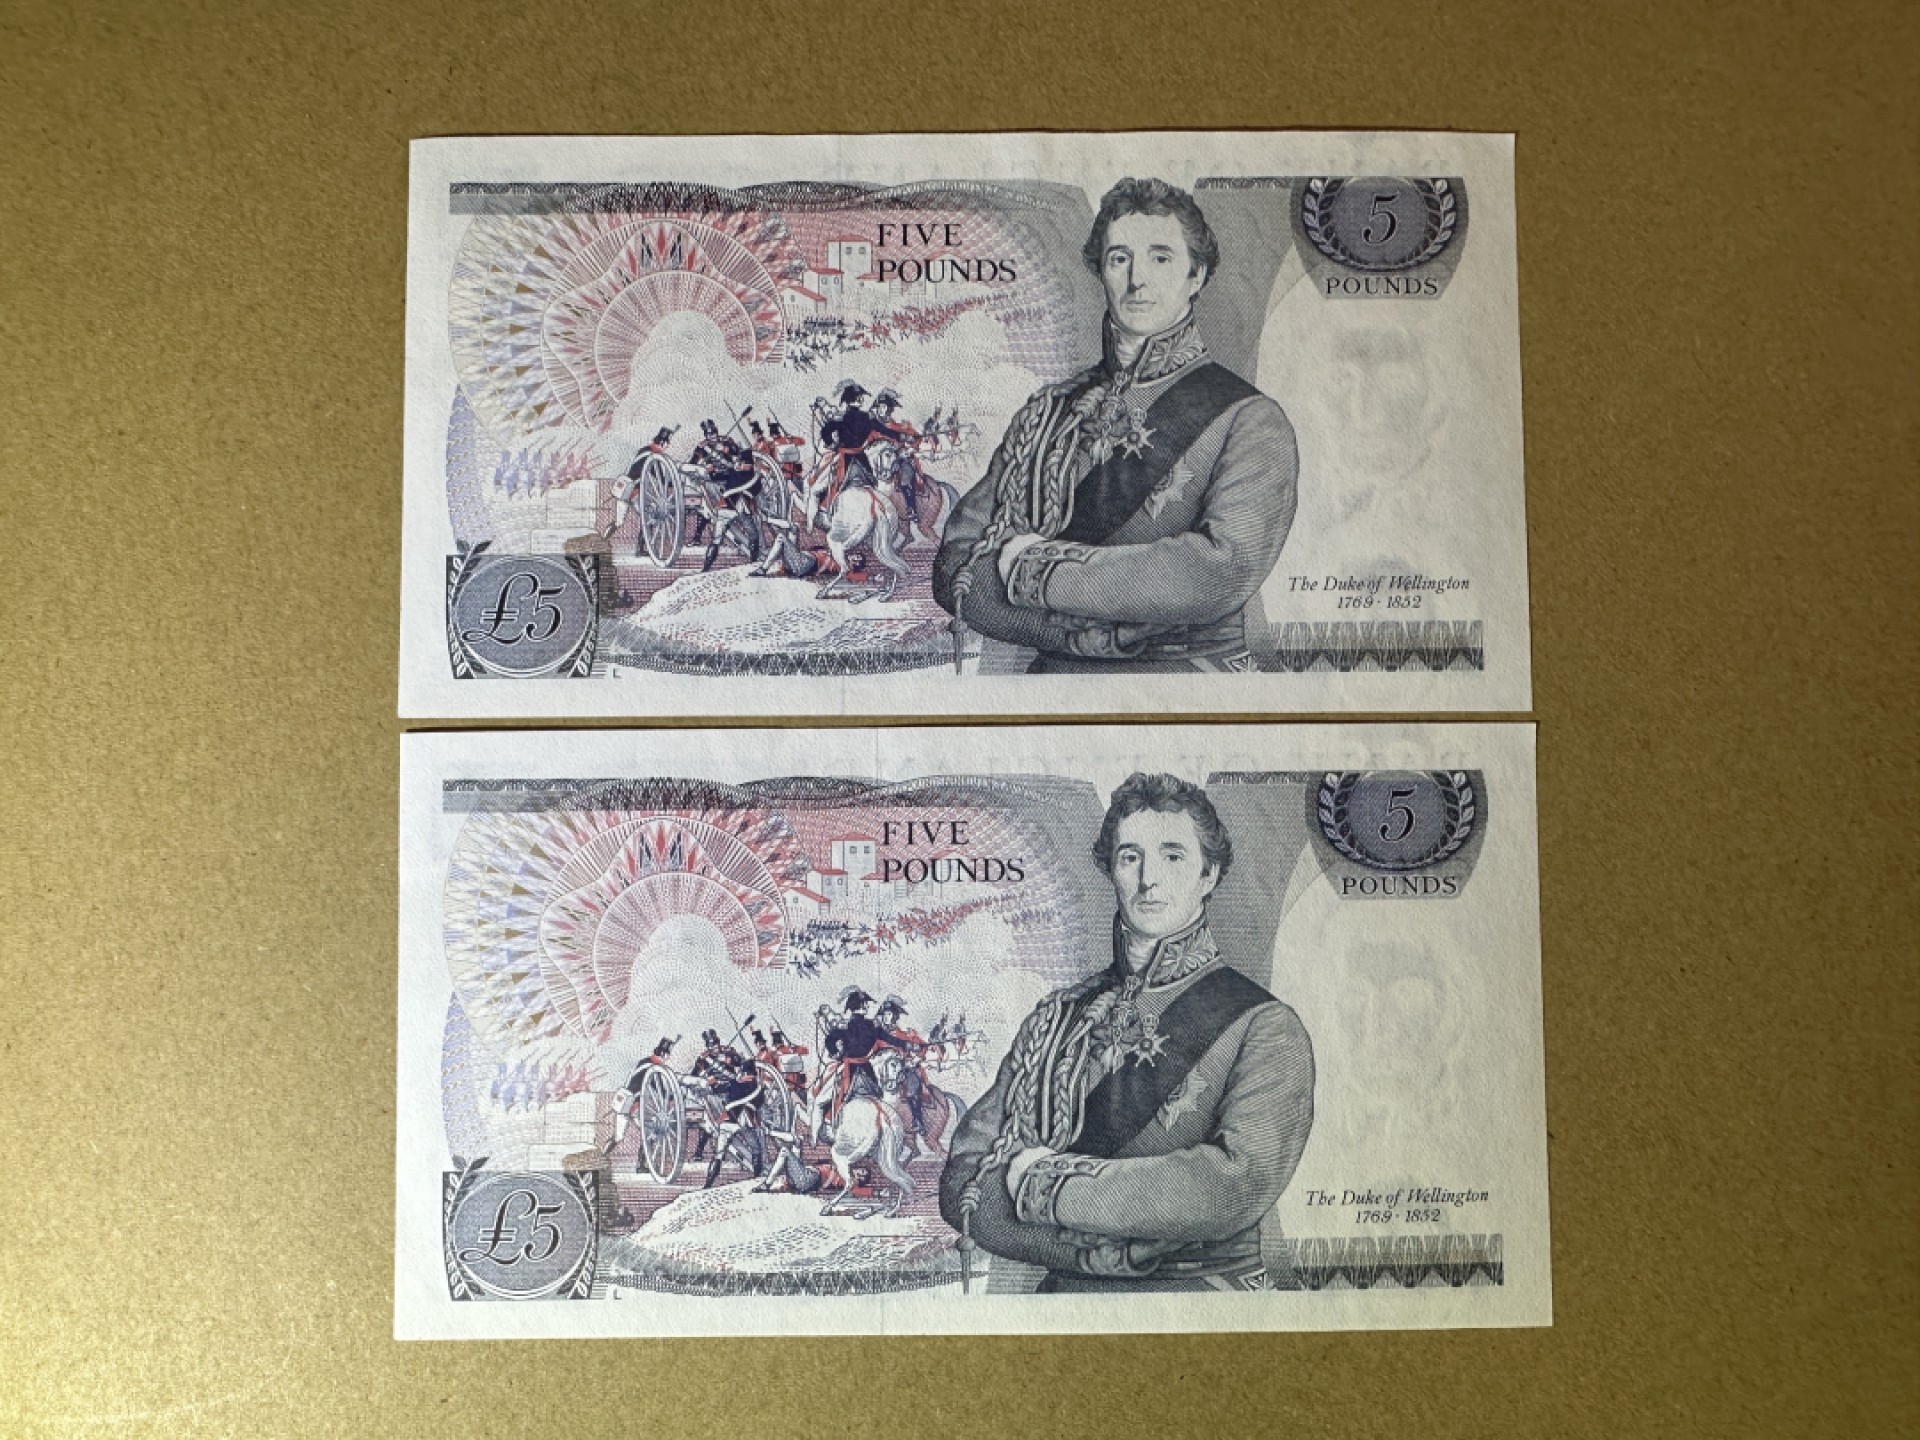 FIVE
POUNDS
5
POUNDS
The Duke of Wellington
1769 · 1852
£5
L
FIVE
POUNDS
5
POUNDS
The Duke of Wellington
1769 · 1852
£5
L